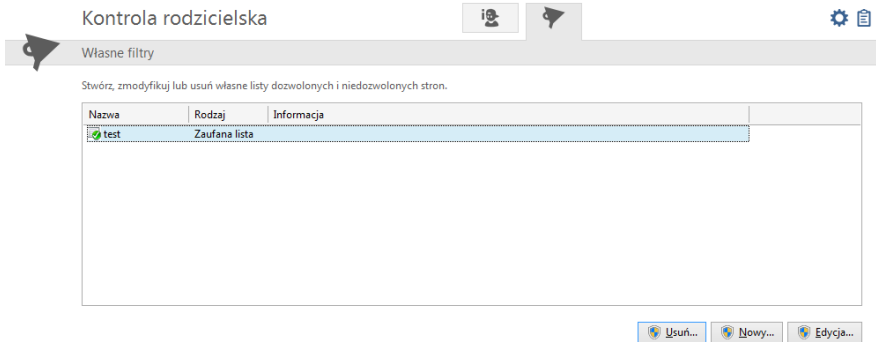 Kontrola rodzicielska
Własne filtry
Stwórz, zmodyfikuj lub usuń własne listy dozwolonych i niedozwolonych stron.
Nazwa Rodzaj Informacja
test Zaufana lista
Usuń... Nowy... Edycja...